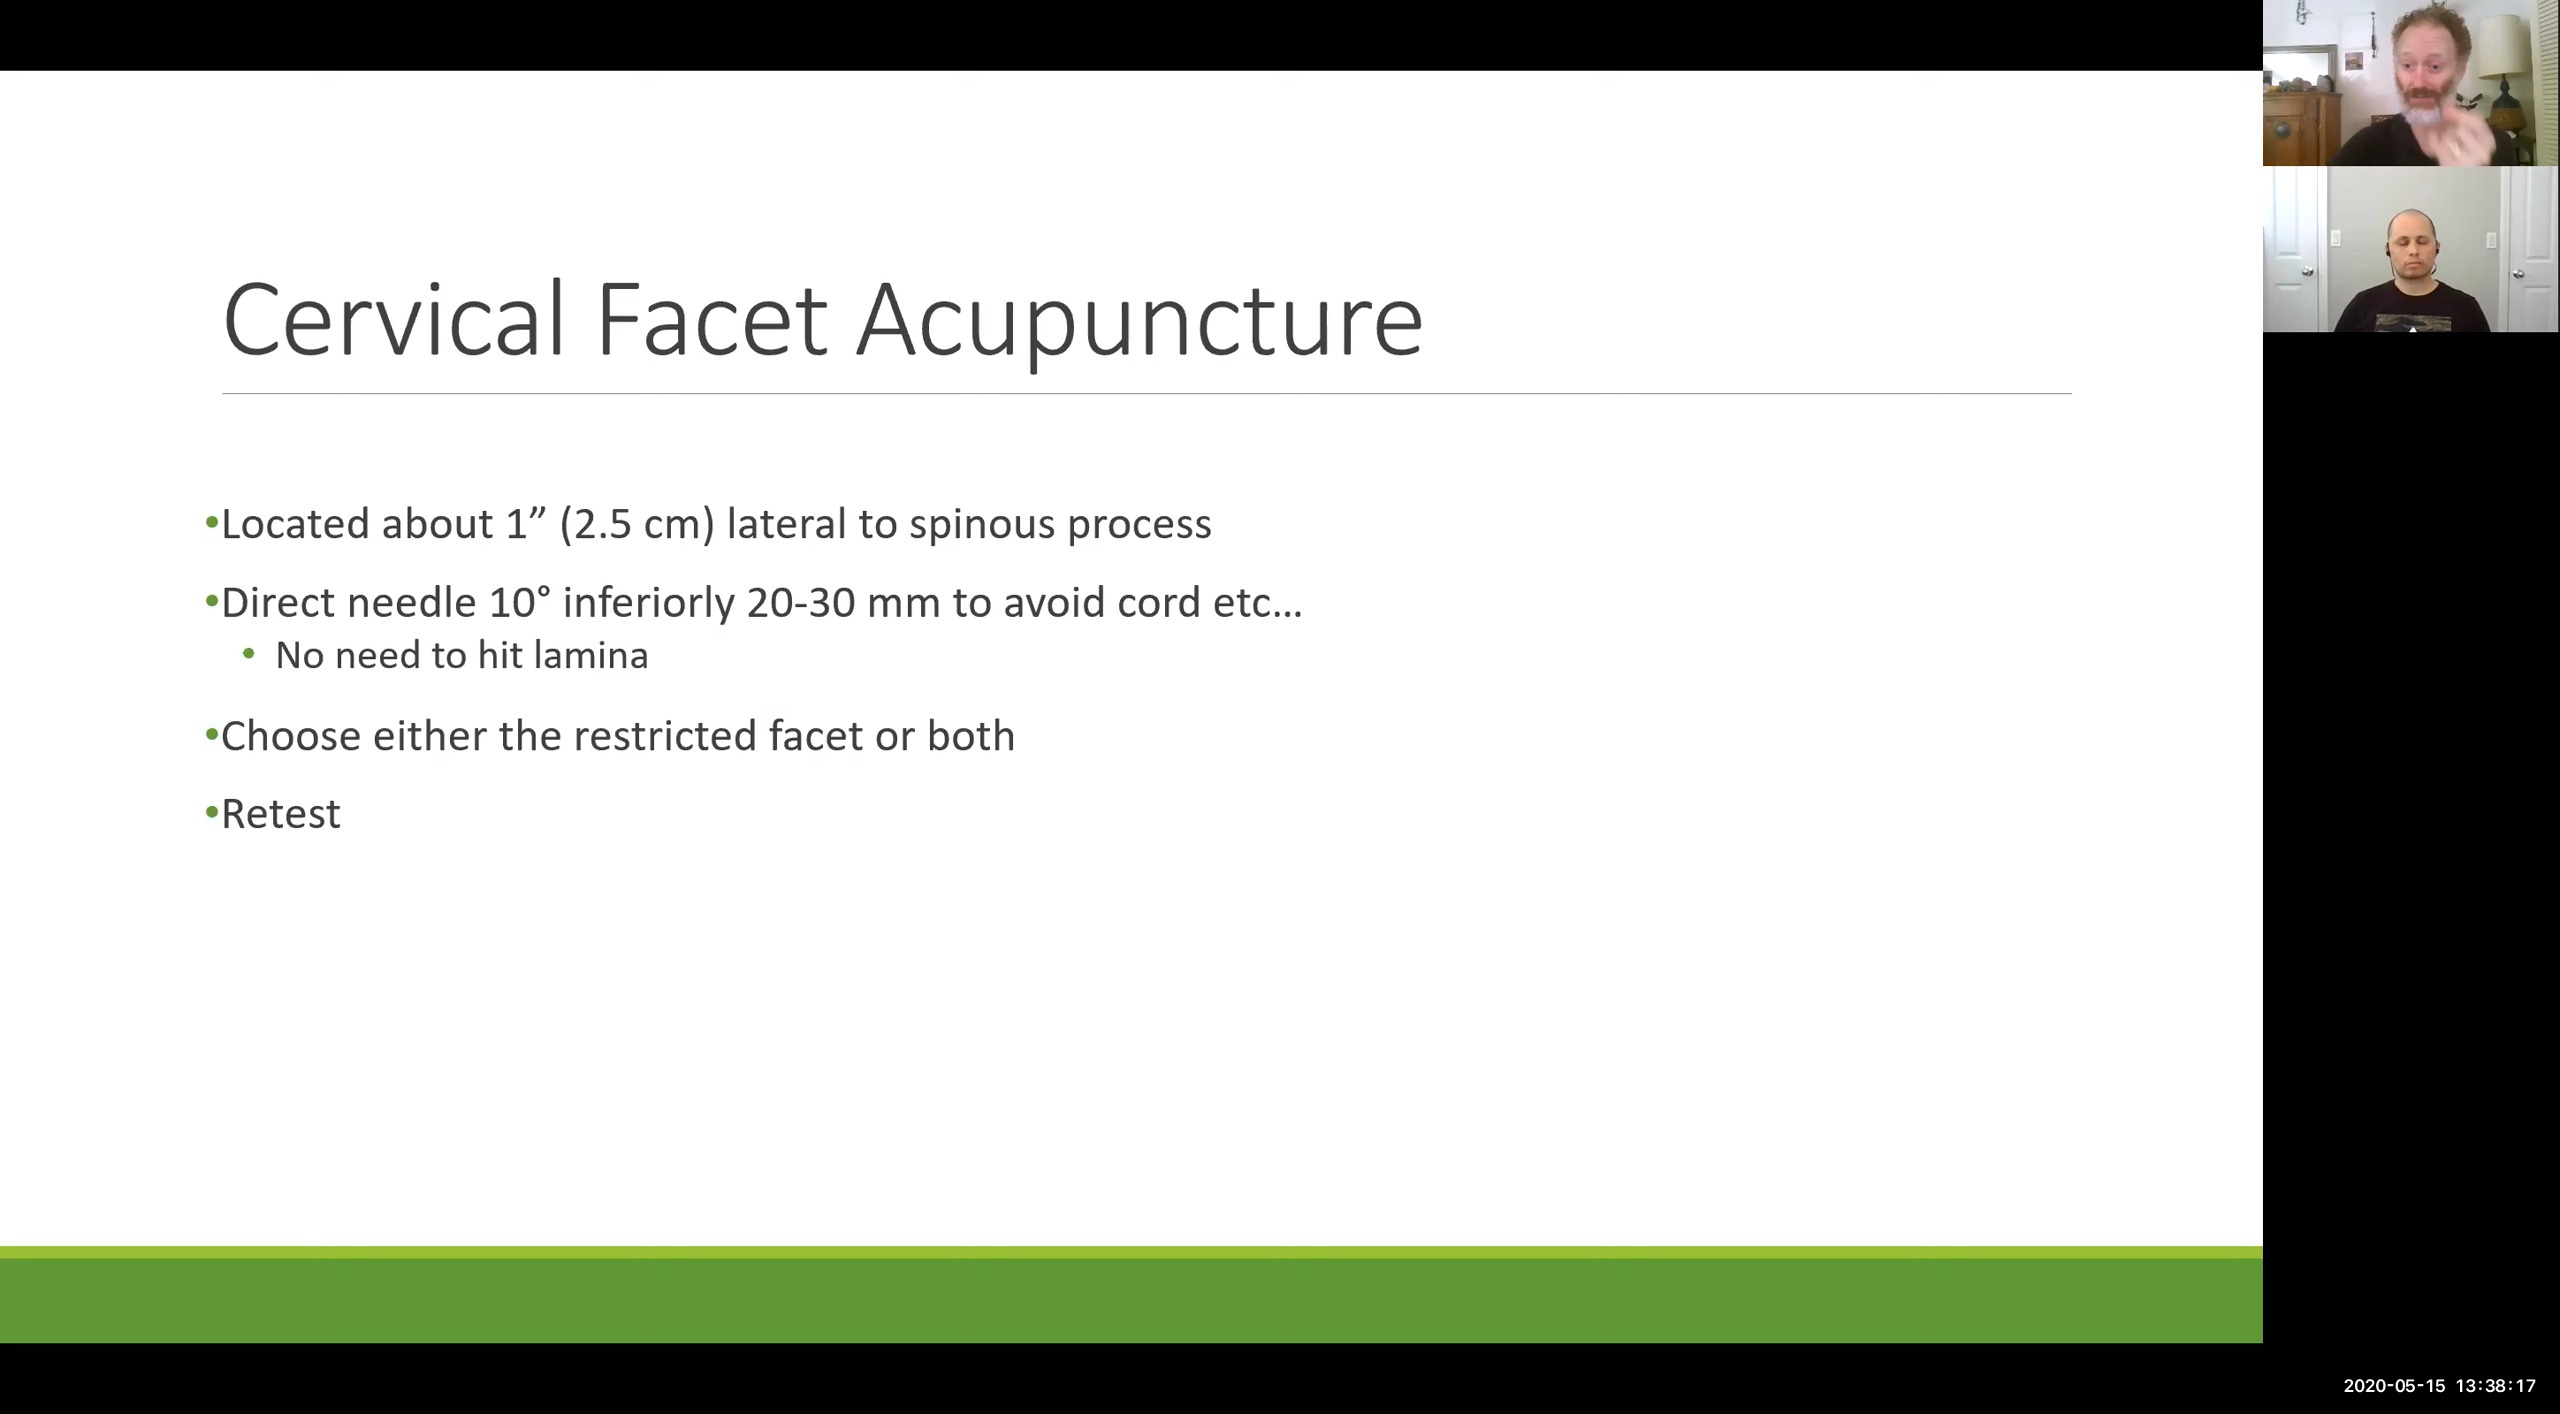 Cervical Facet Acupuncture
•Located about 1” (2.5 cm) lateral to spinous process
•Direct needle 10° inferiorly 20-30 mm to avoid cord etc…
• No need to hit lamina
•Choose either the restricted facet or both
•Retest
2020-05-15 13:38:17